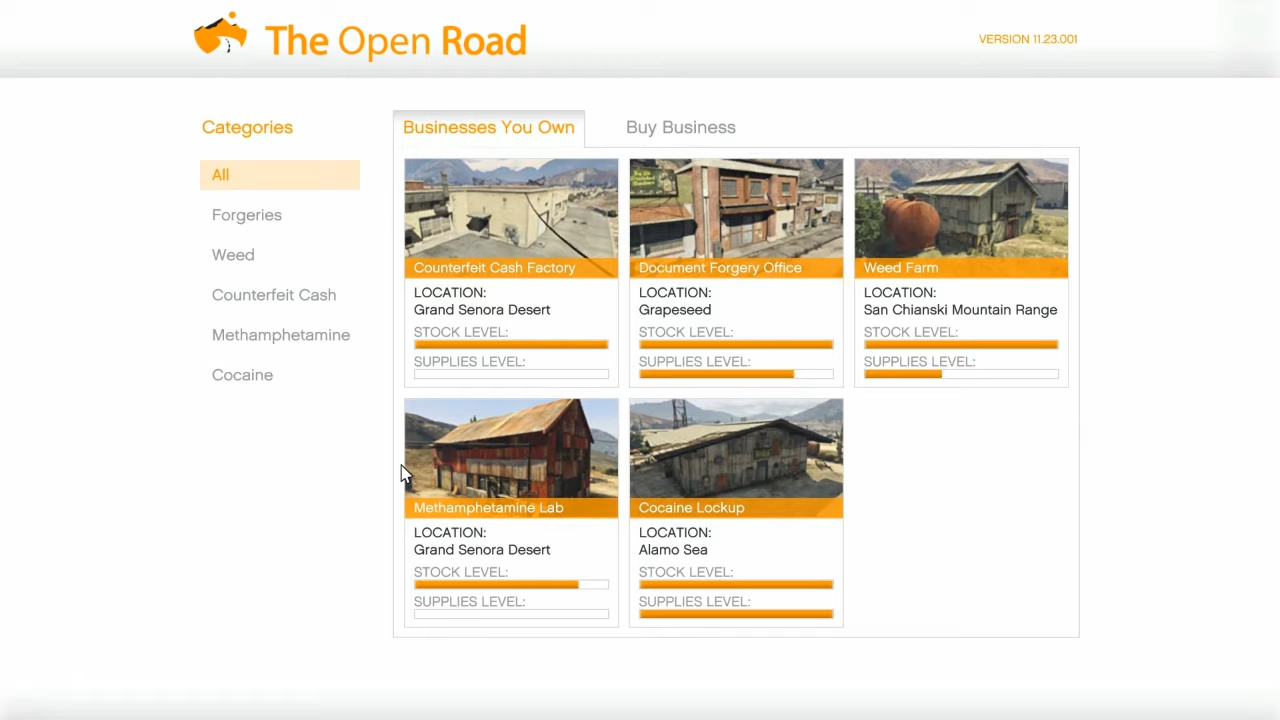 The Open Road
VERSION 11.23.001
Categories
All
Forgeries
Weed
Counterfeit Cash
Methamphetamine
Cocaine
Businesses You Own
Buy Business
Counterfeit Cash Factory
LOCATION:
Grand Senora Desert
STOCK LEVEL:
SUPPLIES LEVEL:
Document Forgery Office
LOCATION:
Grapeseed
STOCK LEVEL:
SUPPLIES LEVEL:
Weed Farm
LOCATION:
San Chianski Mountain Range
STOCK LEVEL:
SUPPLIES LEVEL:
Methamphetamine Lab
LOCATION:
Grand Senora Desert
STOCK LEVEL:
SUPPLIES LEVEL:
Cocaine Lockup
LOCATION:
Alamo Sea
STOCK LEVEL:
SUPPLIES LEVEL: